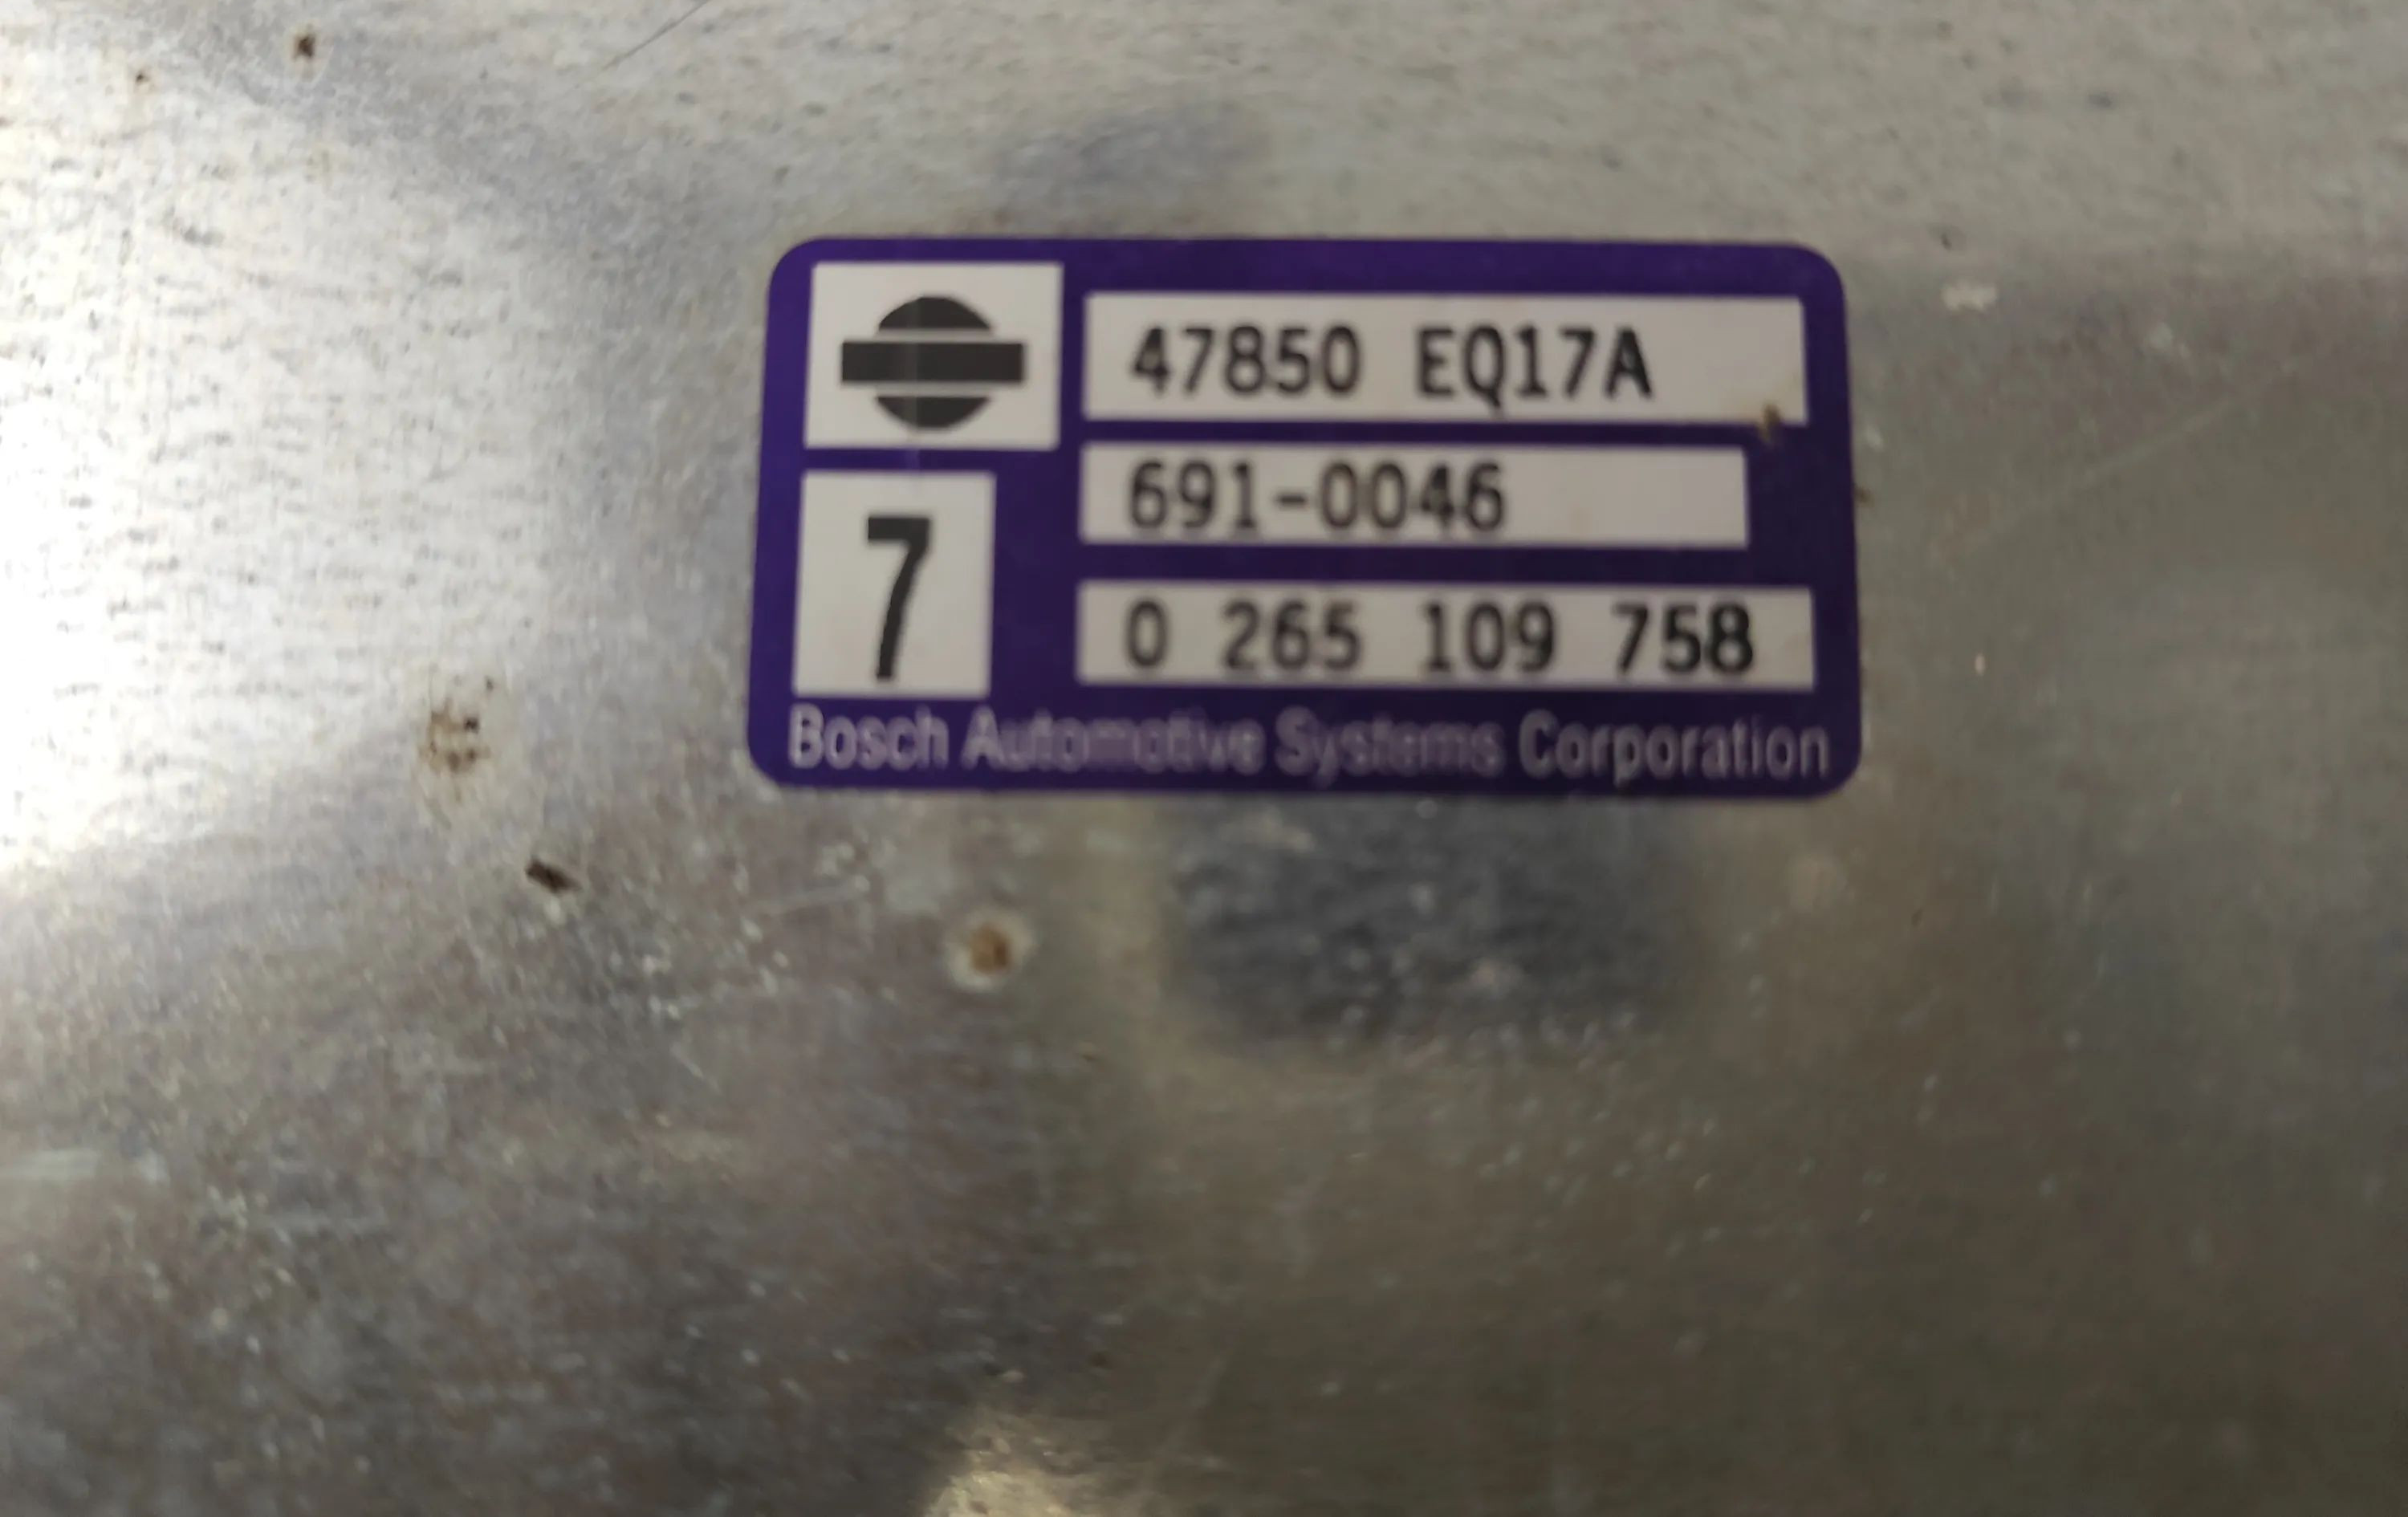 47850 EQ17A
691-0046
7
0 265 109 758
Bosch Automotive Systems Corporation